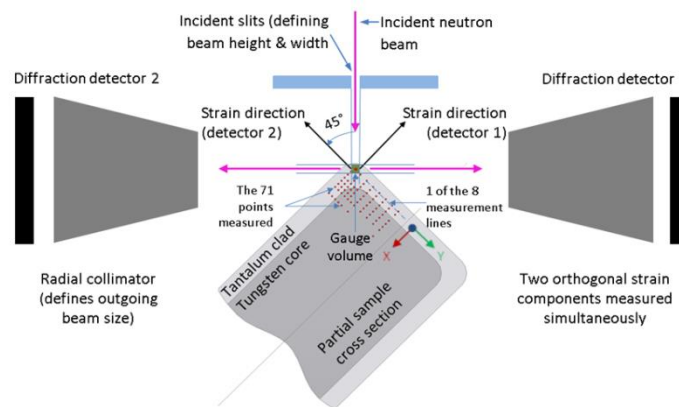 Incident slits (defining
beam height & width
Incident neutron
beam
Diffraction detector 2
Diffraction detector
Strain direction
(detector 2)
45°
Strain direction
(detector 1)
The 71
points
measured
1 of the 8
measurement
lines
Gauge
volume
X
Y
Tantalum clad
Tungsten core
Partial sample
cross section
Radial collimator
(defines outgoing
beam size)
Two orthogonal strain
components measured
simultaneously